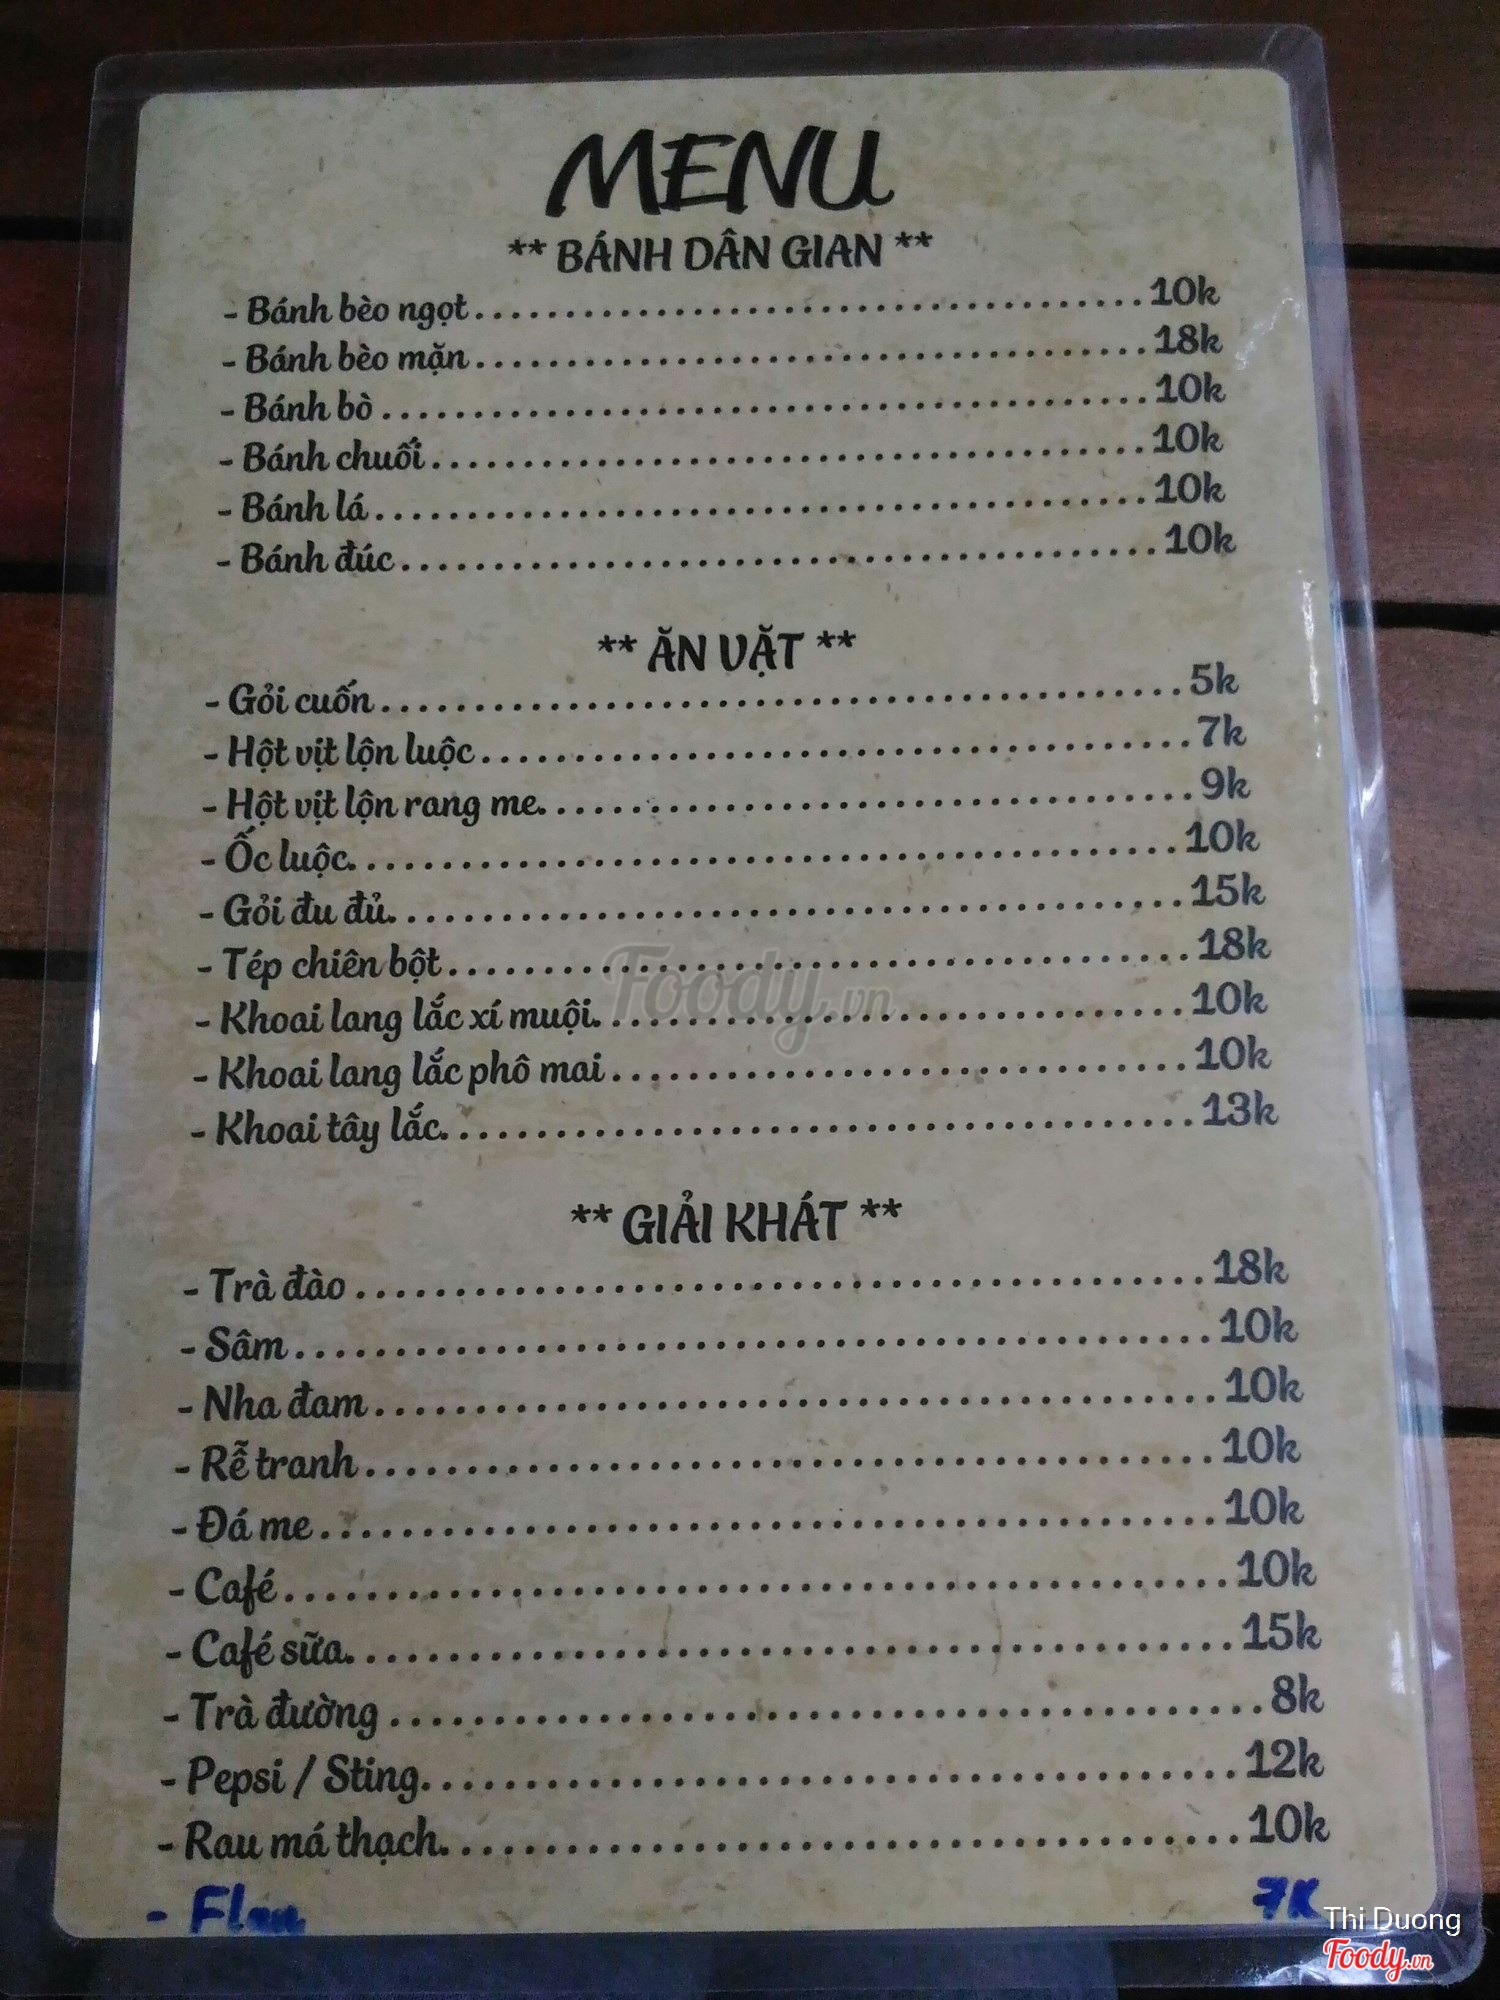 MENU
** BÁNH DÂN GIAN **
- Bánh bèo ngọt......................................10k
- Bánh bèo mặn......................................18k
- Bánh bò...........................................10k
- Bánh chuối........................................10k
- Bánh lá...........................................10k
- Bánh đúc..........................................10k
** ĂN VẶT **
- Gỏi cuốn..........................................5k
- Hột vịt lộn luộc..................................7k
- Hột vịt lộn rang me...............................9k
- Ốc luộc...........................................10k
- Gỏi đu đủ.........................................15k
- Tép chiên bột.....................................18k
- Khoai lang lắc xí muội............................10k
- Khoai lang lắc phô mai............................10k
- Khoai tây lắc.....................................13k
Foody.vn
** GIẢI KHÁT **
- Trà đào...........................................18k
- Sâm...............................................10k
- Nha đam...........................................10k
- Rễ tranh..........................................10k
- Đá me.............................................10k
- Café..............................................10k
- Café sữa..........................................15k
- Trà đường.........................................8k
- Pepsi / Sting.....................................12k
- Rau má thạch......................................10k
- Flan 7K
Thi Duong
Foody.vn